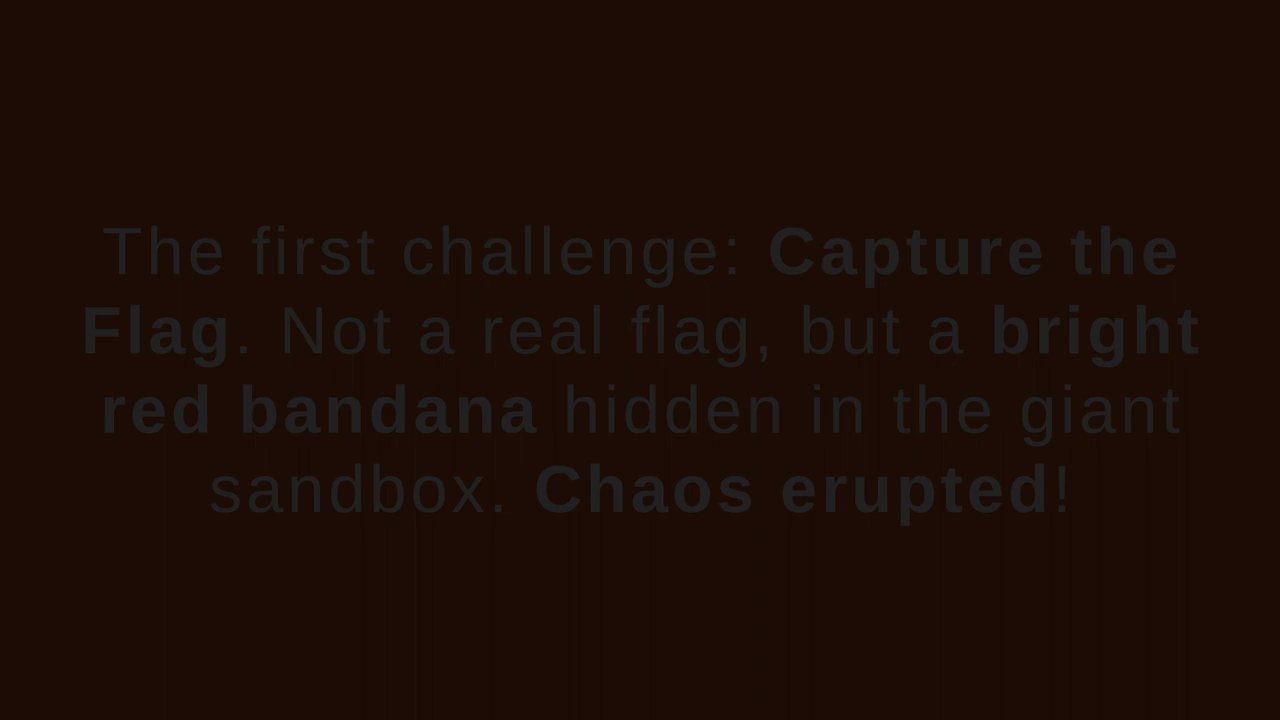 The first challenge: Capture the
Flag. Not a real flag, but a bright
red bandana hidden in the giant
sandbox. Chaos erupted!